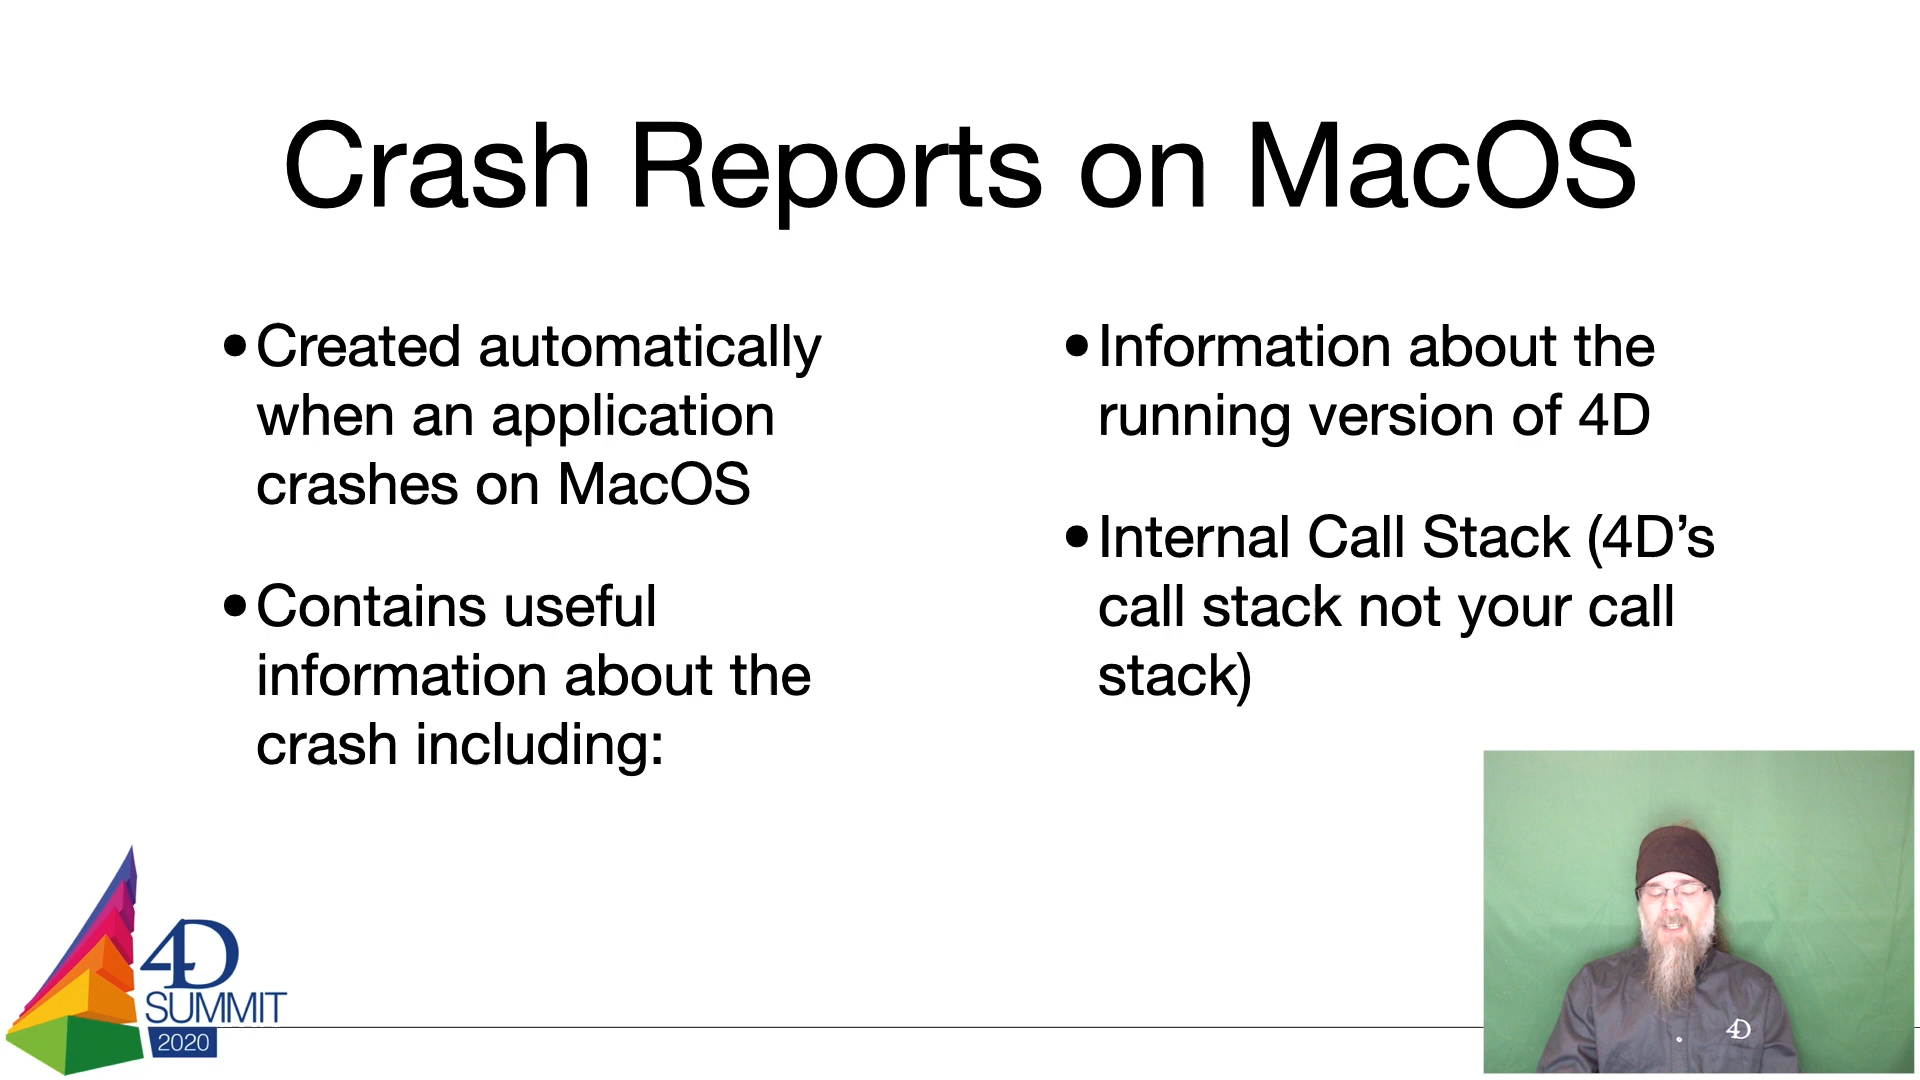 Crash Reports on MacOS
•Created automatically
when an application
crashes on MacOS
•Contains useful
information about the
crash including:
•Information about the
running version of 4D
•Internal Call Stack (4D’s
call stack not your call
stack)
4D
SUMMIT
2020
4D